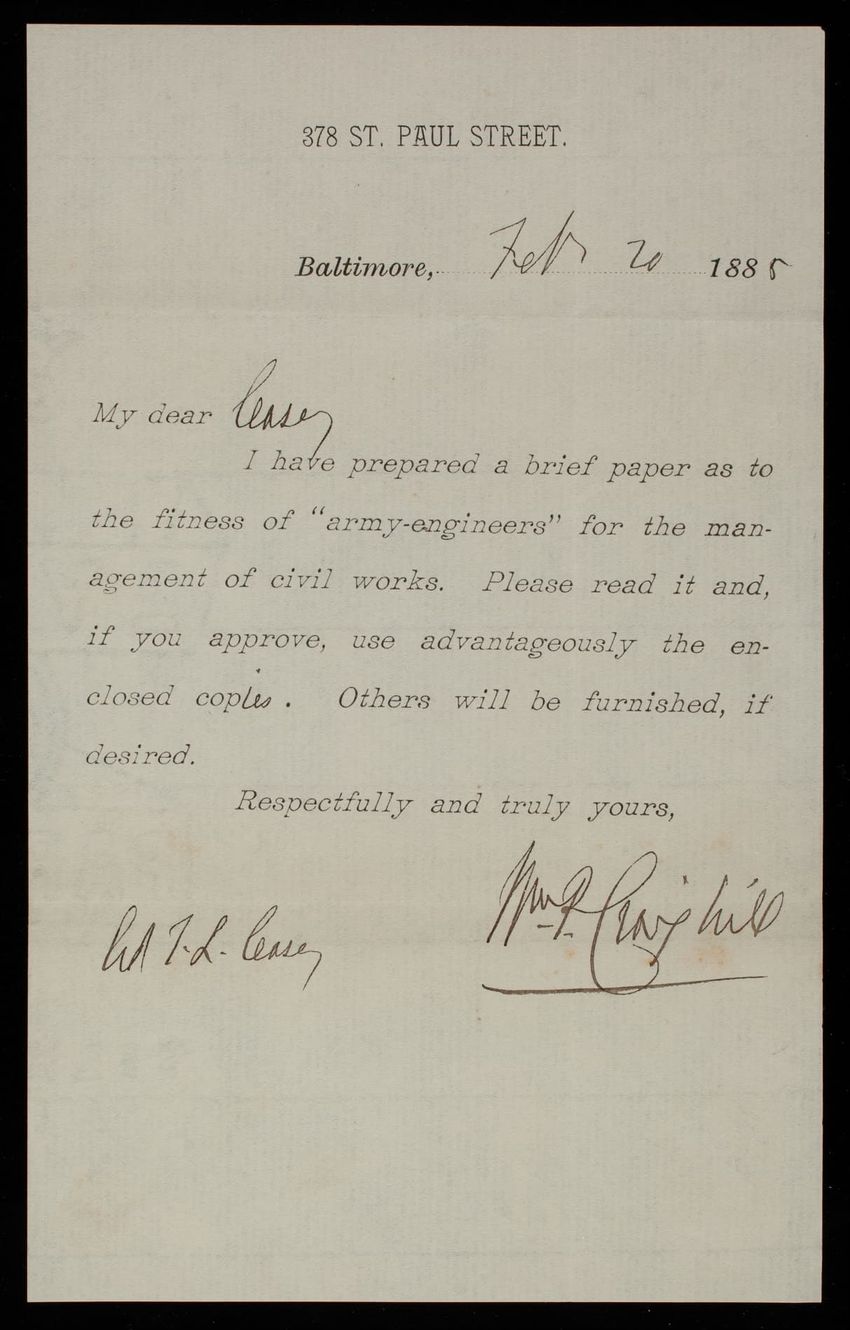 378 ST. PAUL STREET.
Baltimore, Feb 20 1885
My dear Casey
I have prepared a brief paper as to
the fitness of “army-engineers” for the man-
agement of civil works. Please read it and,
if you approve, use advantageously the en-
closed copies. Others will be furnished, if
desired.
Respectfully and truly yours,
Wm. P. Craighill
Col T. L. Casey